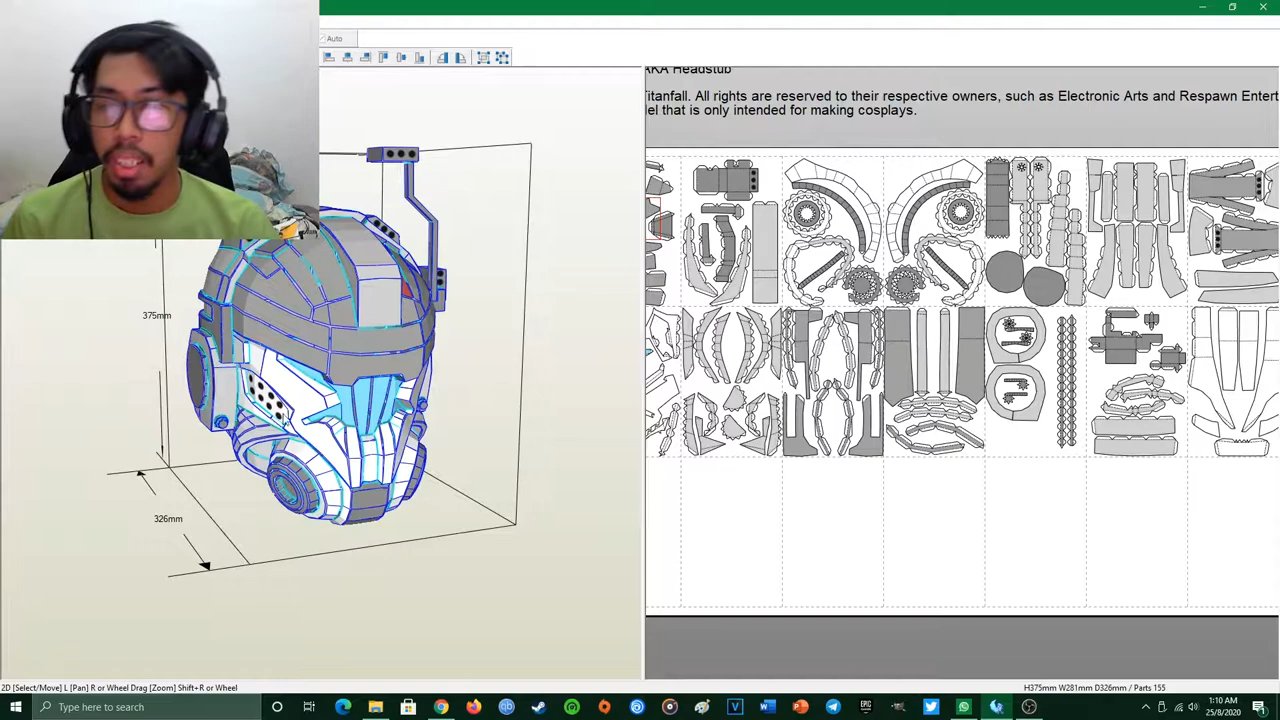 Auto
AKA Headstub
Titanfall. All rights are reserved to their respective owners, such as Electronic Arts and Respawn Entert
el that is only intended for making cosplays.
375mm
326mm
2D [Select/Move] L [Pan] R or Wheel Drag [Zoom] Shift+R or Wheel
H375mm W281mm D326mm / Parts 155
Type here to search
1:10 AM
25/8/2020